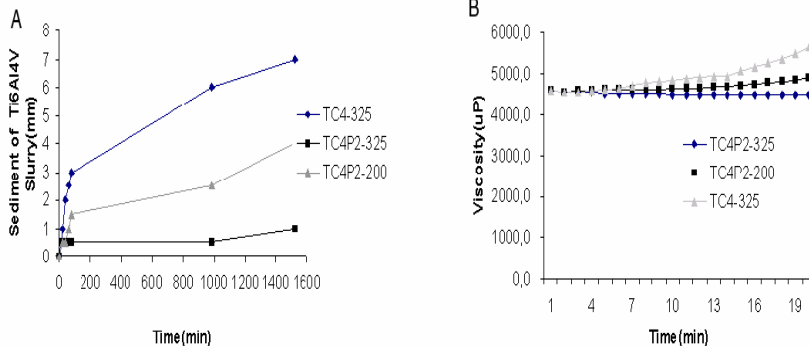 A
Sediment of Ti6Al4V
Slurry(mm)
8
7
6
5
4
3
2
1
0
0 200 400 600 800 1000 1200 1400 1600
Time(min)
TC4-325
TC4P2-325
TC4P2-200
B
Viscosity(uP)
6000,0
5000,0
4000,0
3000,0
2000,0
1000,0
0,0
1 4 7 10 13 16 19
Time(min)
TC4P2-325
TC4P2-200
TC4-325